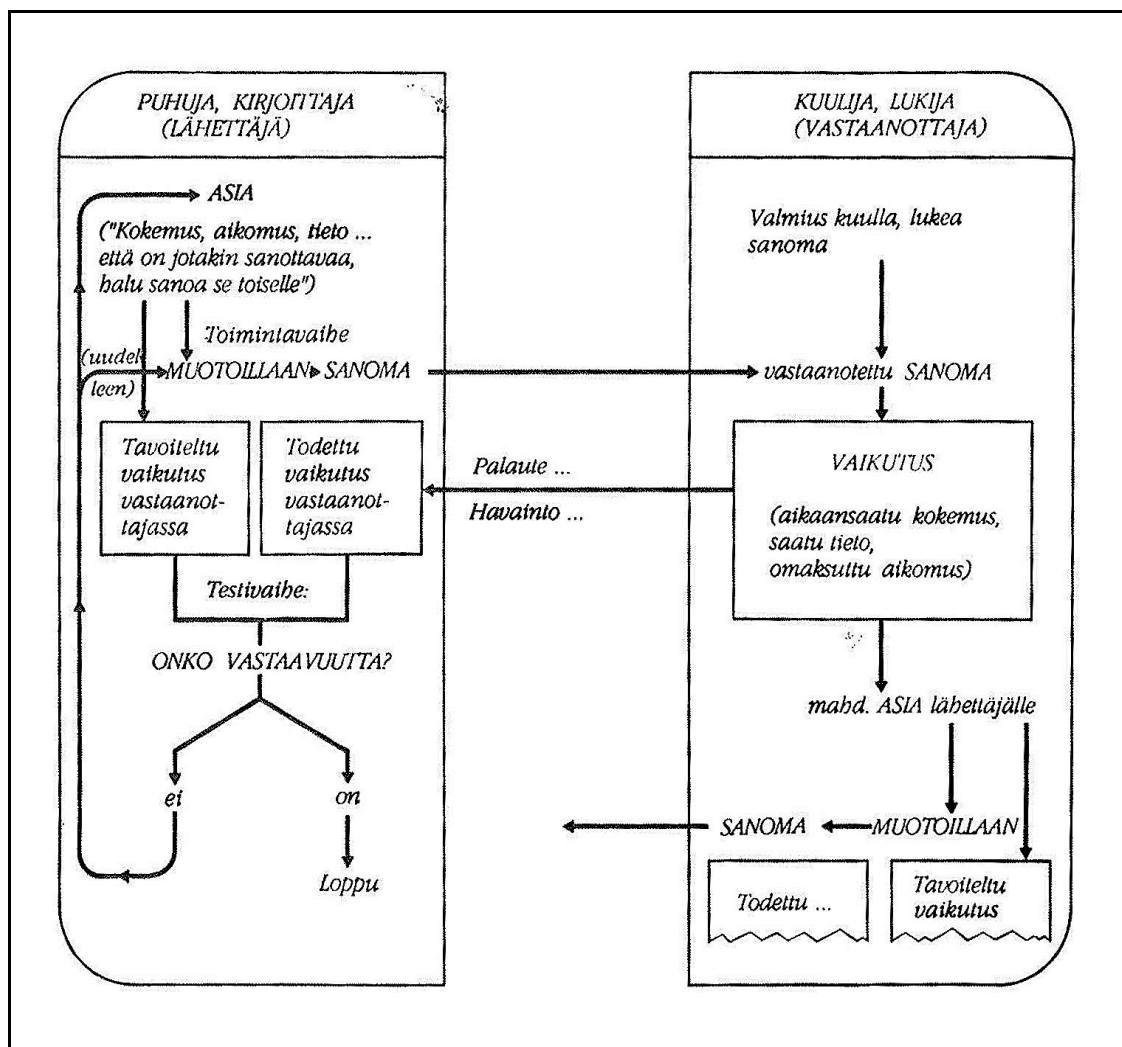 PUHUJA, KIRJOITTAJA
(LÄHETTÄJÄ)
ASIA
("Kokemus, aikomus, tieto ...
että on jotakin sanottavaa,
halu sanoa se toiselle")
Toimintavaihe
(uudel-
leen)
MUOTOILLAAN SANOMA
Tavoiteltu
vaikutus
vastaanot-
tajassa
Todettu
vaikutus
vastaanot-
tajassa
Testivaihe:
ONKO VASTAAVUUTTA?
ei
on
Loppu
Palaute ...
Havainto ...
KUULIJA, LUKIJA
(VASTAANOTTAJA)
Valmius kuulla, lukea
sanoma
vastaanotettu SANOMA
VAIKUTUS
(aikaansaatu kokemus,
saatu tieto,
omaksuttu aikomus)
mahd. ASIA lähettäjälle
SANOMA MUOTOILLAAN
Todettu ...
Tavoiteltu
vaikutus